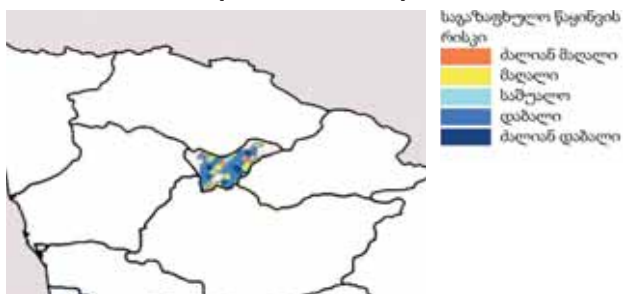 საგაზაფხულო წაყინვის
რისკი
ძალიან მაღალი
მაღალი
საშუალო
დაბალი
ძალიან დაბალი